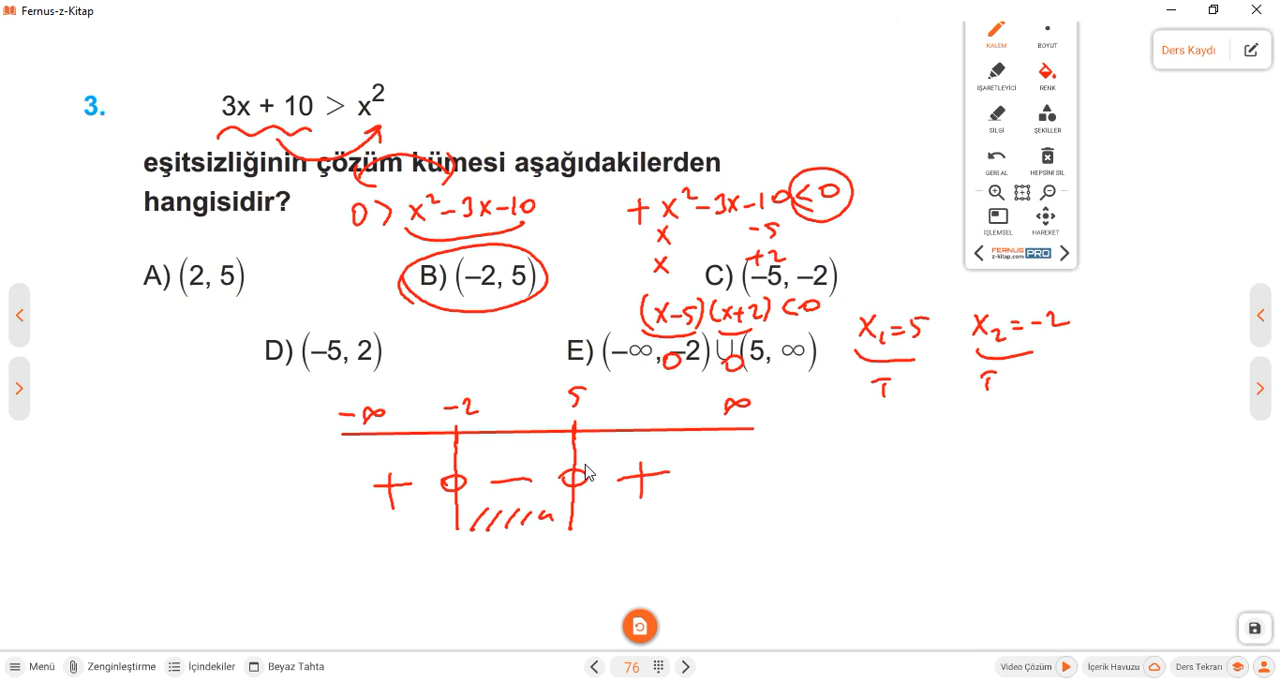 Fernus-z-Kitap
KALEM
BOYUT
İŞARETLEYİCİ
RENK
SİLGİ
ŞEKİLLER
GERİ AL
HEPSİNİ SİL
İŞLEMSEL
HAREKET
FERNUS
z-kitap.com PRO
Ders Kaydı
3. 3x + 10 > x²
eşitsizliğinin çözüm kümesi aşağıdakilerden
hangisidir?
0 > x² - 3x - 10
+ x² - 3x - 10 < 0
x -5
x +2
A) (2, 5) B) (–2, 5) C) (–5, –2)
(x-5) (x+2) < 0
0 0
x₁ = 5 x₂ = -2
T T
D) (–5, 2) E) (–∞, –2) ∪ (5, ∞)
-∞ -2 5 ∞
+ 0 - 0 +
Menü Zenginleştirme İçindekiler Beyaz Tahta
76
Video Çözüm İçerik Havuzu Ders Tekrarı